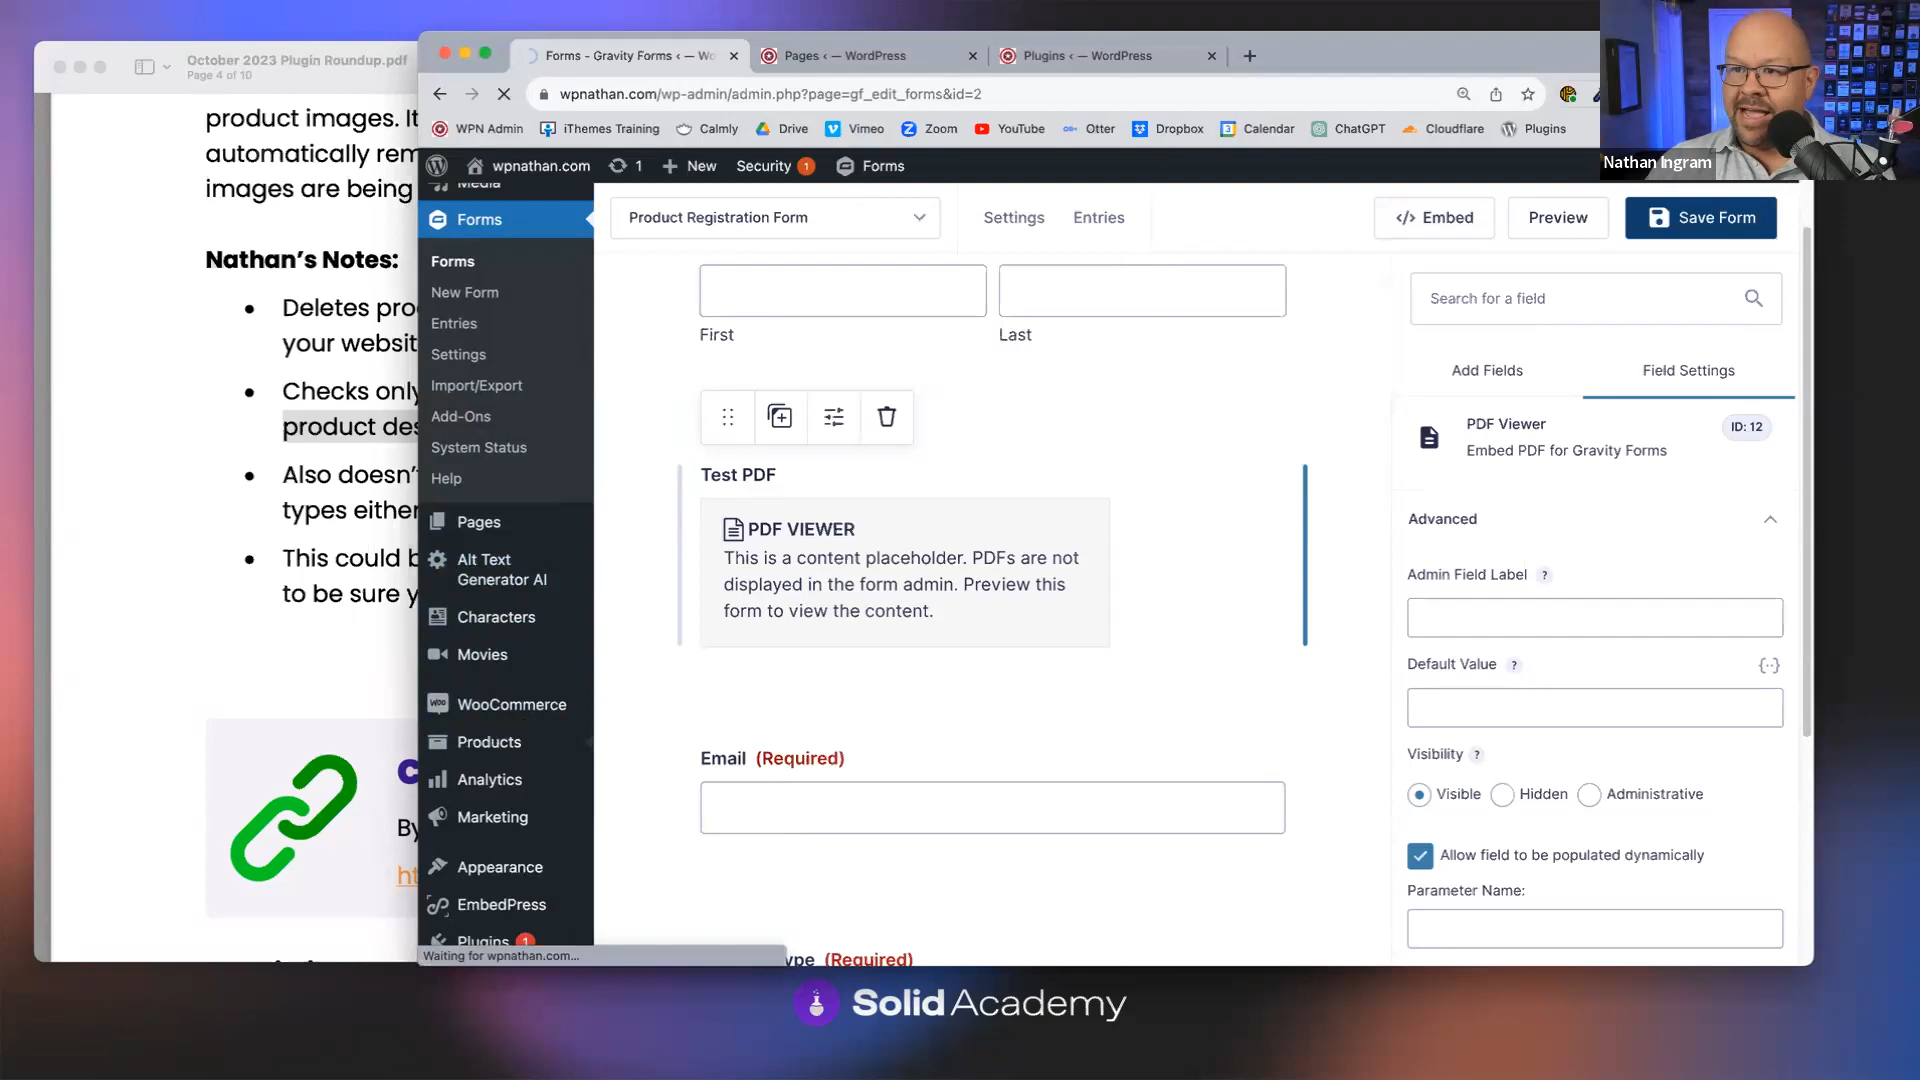 October 2023 Plugin Roundup.pdf
Page 4 of 10
product images. It
automatically rem
images are being
Nathan's Notes:
Deletes pro
your websit
Checks only
product des
Also doesn't
types either
This could b
to be sure y
By
ht
Forms - Gravity Forms ‹ — Wo
Pages ‹ — WordPress
Plugins ‹ — WordPress
wpnathan.com/wp-admin/admin.php?page=gf_edit_forms&id=2
WPN Admin
iThemes Training
Calmly
Drive
Vimeo
Zoom
YouTube
Otter
Dropbox
Calendar
ChatGPT
Cloudflare
Plugins
wpnathan.com
1
New
Security 1
Forms
Media
Forms
Forms
New Form
Entries
Settings
Import/Export
Add-Ons
System Status
Help
Pages
Alt Text
Generator AI
Characters
Movies
WooCommerce
Products
Analytics
Marketing
Appearance
EmbedPress
Plugins 1
Waiting for wpnathan.com...
Product Registration Form
Settings
Entries
Embed
Preview
Save Form
First
Last
Test PDF
PDF VIEWER
This is a content placeholder. PDFs are not
displayed in the form admin. Preview this
form to view the content.
Email (Required)
ype (Required)
Search for a field
Add Fields
Field Settings
PDF Viewer
Embed PDF for Gravity Forms
ID: 12
Advanced
Admin Field Label ?
Default Value ?
Visibility ?
Visible
Hidden
Administrative
Allow field to be populated dynamically
Parameter Name:
Nathan Ingram
Solid Academy